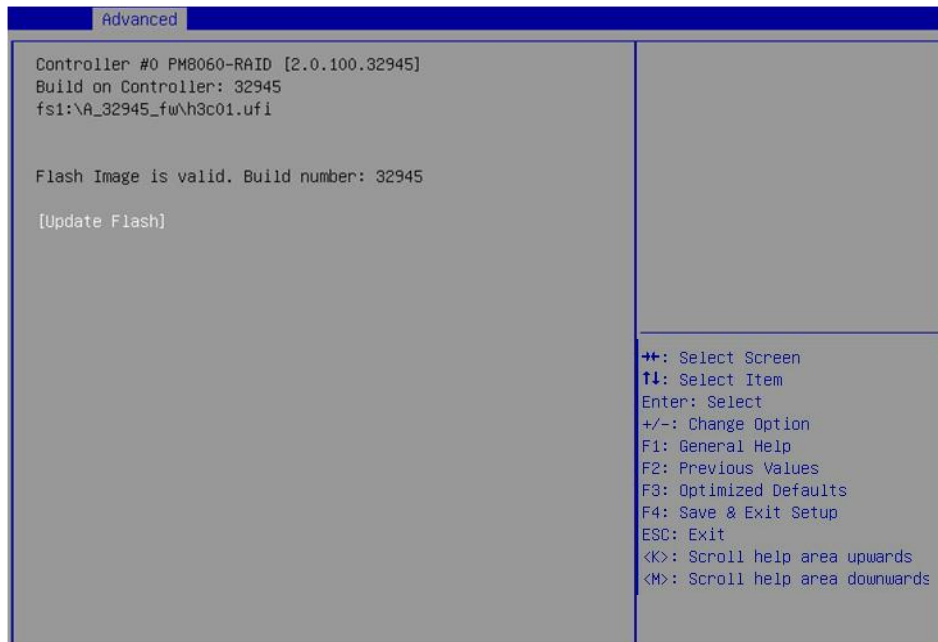 Advanced
Controller #0 PM8060-RAID [2.0.100.32945]
Build on Controller: 32945
fs1:\A_32945_fw\h3c01.ufi
Flash Image is valid. Build number: 32945
[Update Flash]
→←: Select Screen
↑↓: Select Item
Enter: Select
+/-: Change Option
F1: General Help
F2: Previous Values
F3: Optimized Defaults
F4: Save & Exit Setup
ESC: Exit
<K>: Scroll help area upwards
<M>: Scroll help area downwards